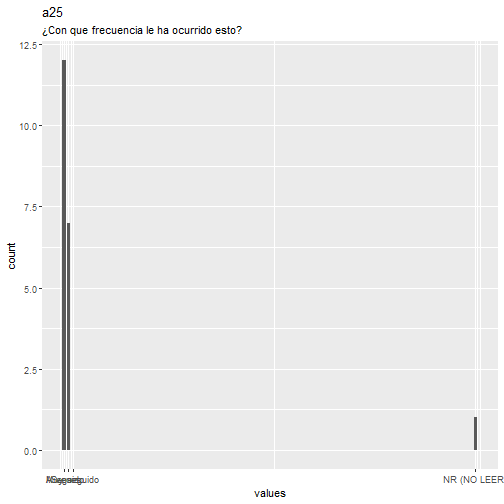 a25
¿Con que frecuencia le ha ocurrido esto?
12.5
10.0
7.5
5.0
2.5
0.0
count
NR (NO LEER
values